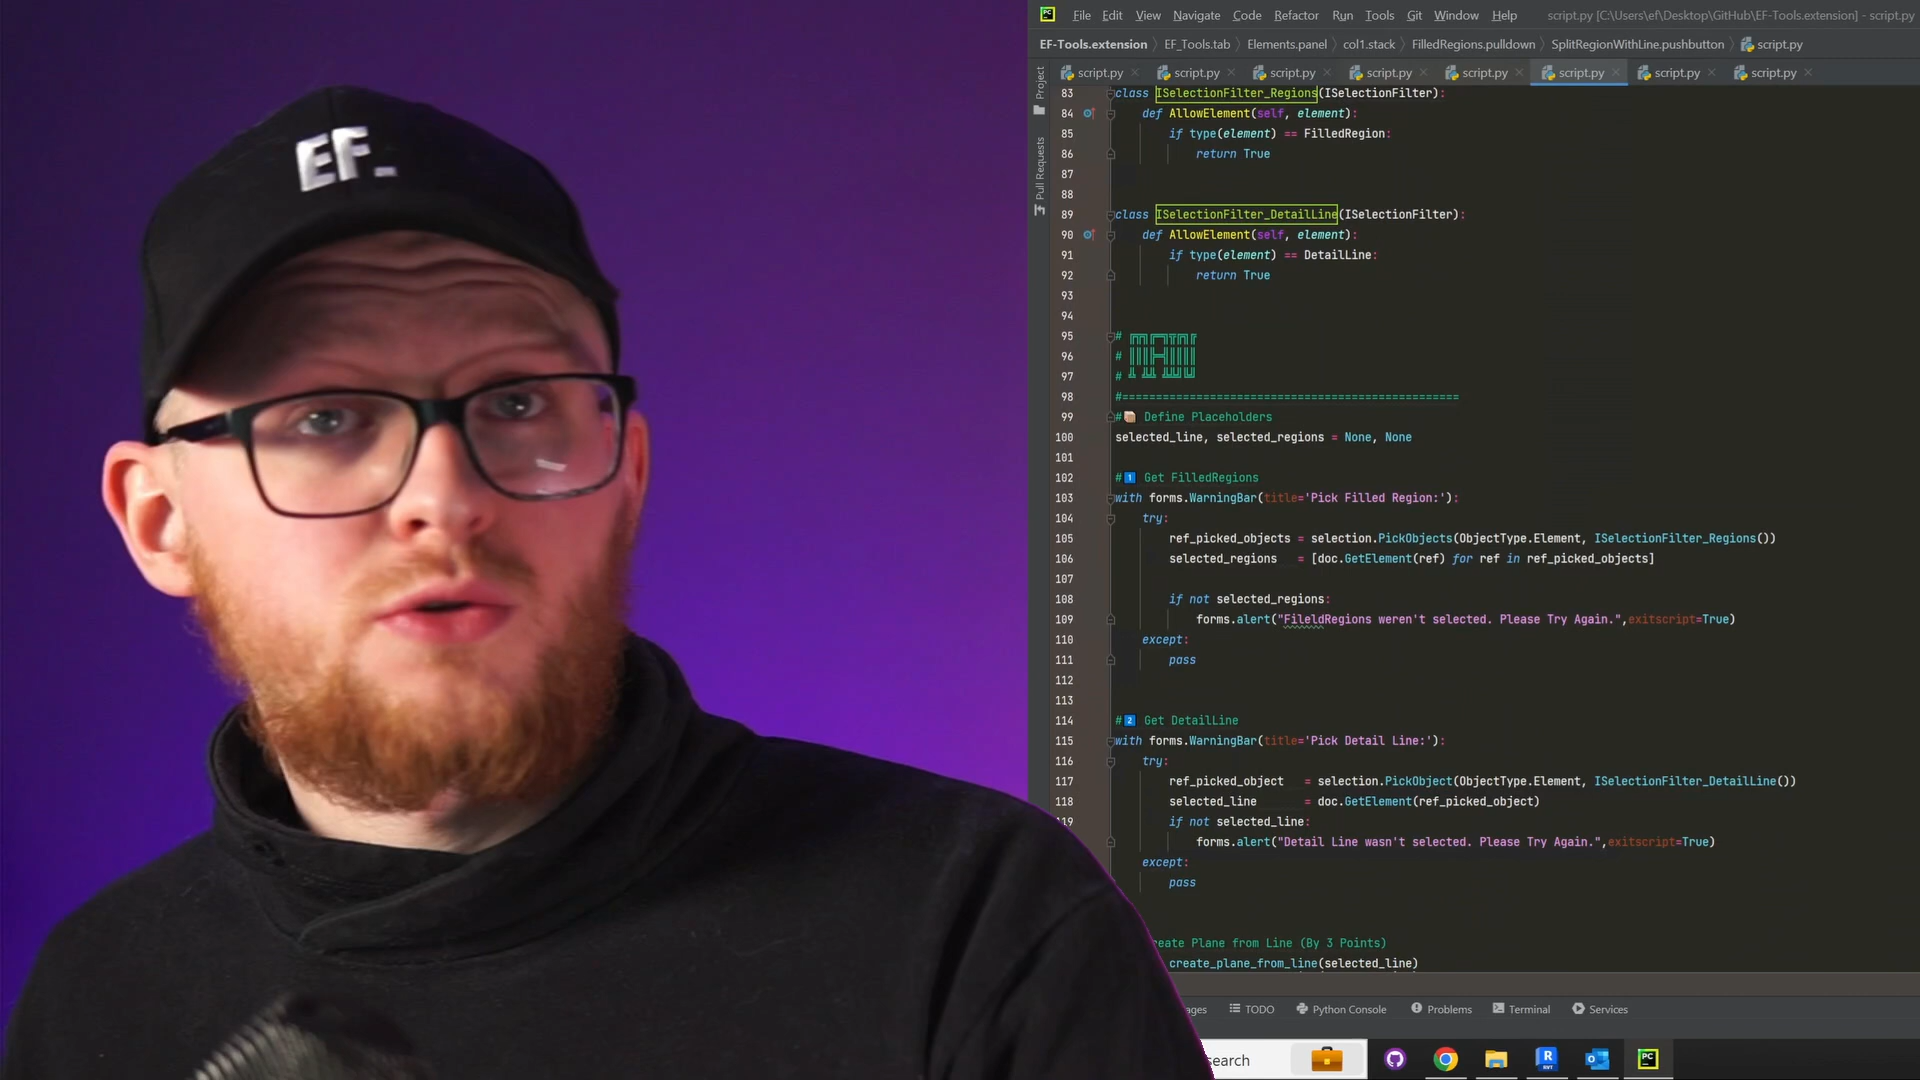 EF_
PC
File Edit View Navigate Code Refactor Run Tools Git Window Help script.py [C:\Users\ef\Desktop\GitHub\EF-Tools.extension] - script.py
EF-Tools.extension EF_Tools.tab Elements.panel col1.stack FilledRegions.pulldown SplitRegionWithLine.pushbutton script.py
script.py script.py script.py script.py script.py script.py script.py script.py
Project
Pull Requests
83 class ISelectionFilter_Regions(ISelectionFilter):
84 def AllowElement(self, element):
85 if type(element) == FilledRegion:
86 return True
87
88
89 class ISelectionFilter_DetailLine(ISelectionFilter):
90 def AllowElement(self, element):
91 if type(element) == DetailLine:
92 return True
93
94
95 #
96 #
97 #
98 #==================================================
99 # Define Placeholders
100 selected_line, selected_regions = None, None
101
102 #1 Get FilledRegions
103 with forms.WarningBar(title='Pick Filled Region:'):
104 try:
105 ref_picked_objects = selection.PickObjects(ObjectType.Element, ISelectionFilter_Regions())
106 selected_regions = [doc.GetElement(ref) for ref in ref_picked_objects]
107
108 if not selected_regions:
109 forms.alert("FileldRegions weren't selected. Please Try Again.",exitscript=True)
110 except:
111 pass
112
113
114 #2 Get DetailLine
115 with forms.WarningBar(title='Pick Detail Line:'):
116 try:
117 ref_picked_object = selection.PickObject(ObjectType.Element, ISelectionFilter_DetailLine())
118 selected_line = doc.GetElement(ref_picked_object)
119 if not selected_line:
forms.alert("Detail Line wasn't selected. Please Try Again.",exitscript=True)
except:
pass
eate Plane from Line (By 3 Points)
create_plane_from_line(selected_line)
ages TODO Python Console Problems Terminal Services
search R RVT PC